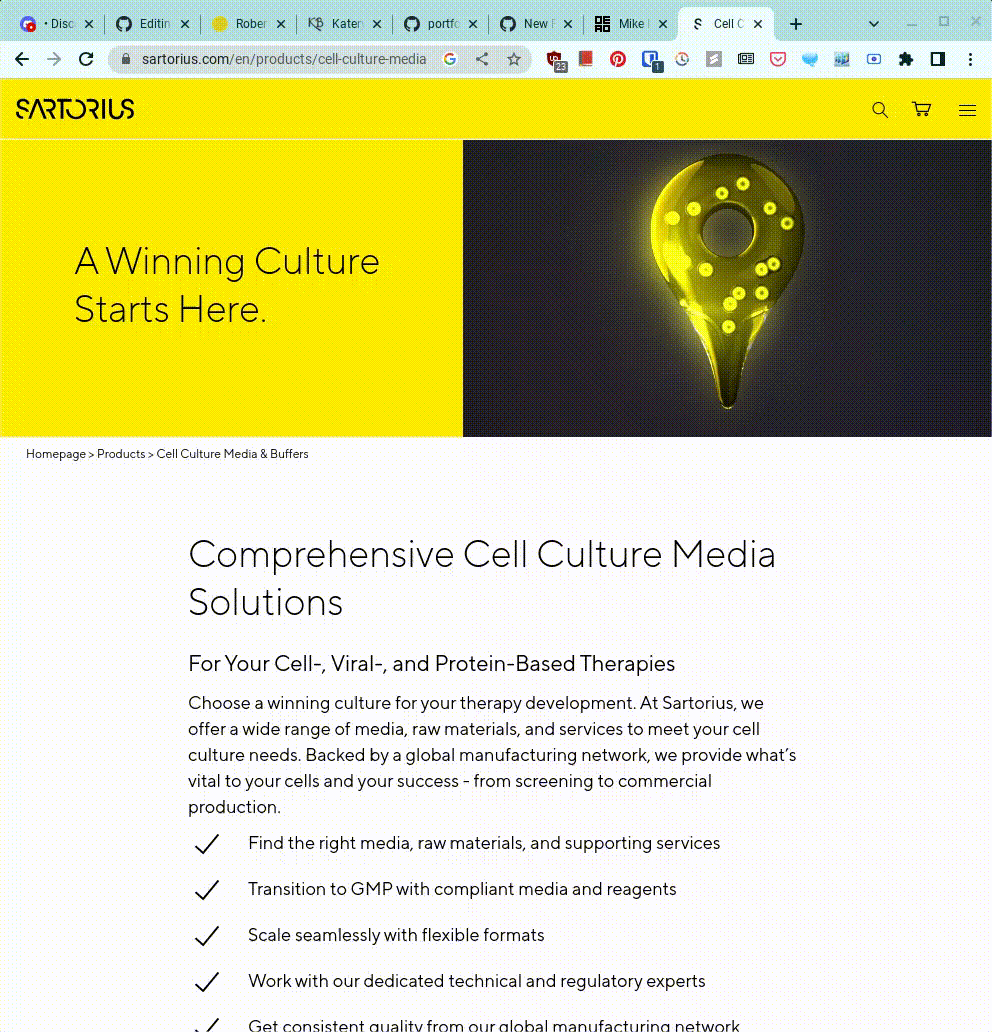 • Disc
Editin
Rober
Kater
portfo
New
Mike
Cell C
sartorius.com/en/products/cell-culture-media
23
1
SARTORIUS
A Winning Culture
Starts Here.
Homepage > Products > Cell Culture Media & Buffers
Comprehensive Cell Culture Media
Solutions
For Your Cell-, Viral-, and Protein-Based Therapies
Choose a winning culture for your therapy development. At Sartorius, we
offer a wide range of media, raw materials, and services to meet your cell
culture needs. Backed by a global manufacturing network, we provide what’s
vital to your cells and your success - from screening to commercial
production.
Find the right media, raw materials, and supporting services
Transition to GMP with compliant media and reagents
Scale seamlessly with flexible formats
Work with our dedicated technical and regulatory experts
Get consistent quality from our global manufacturing network